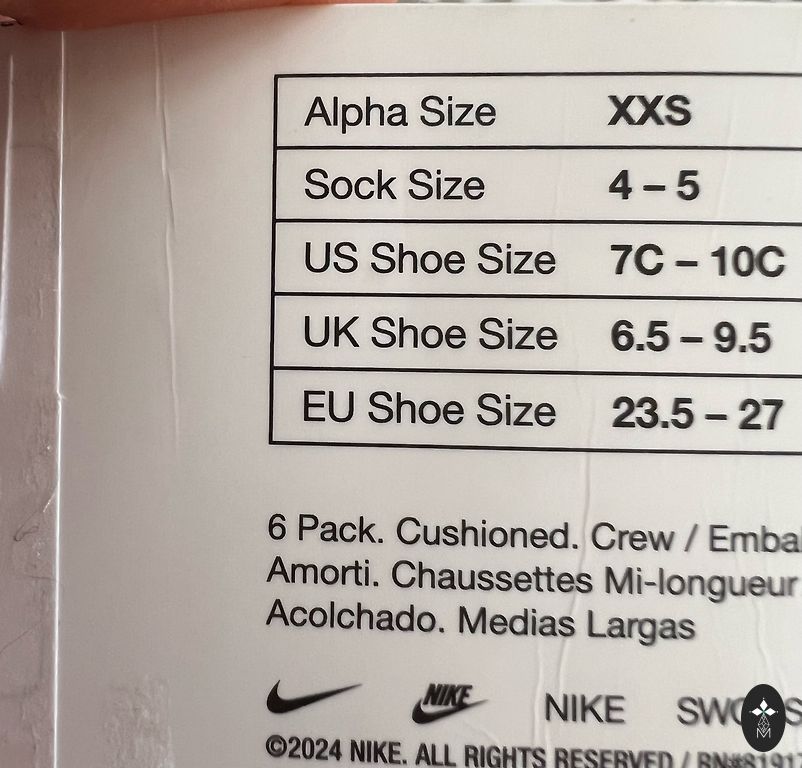 Alpha Size XXS
Sock Size 4 – 5
US Shoe Size 7C – 10C
UK Shoe Size 6.5 – 9.5
EU Shoe Size 23.5 – 27
6 Pack. Cushioned. Crew / Embal
Amorti. Chaussettes Mi-longueur
Acolchado. Medias Largas
NIKE NIKE
©2024 NIKE. ALL RIGHTS RESERVED /
M